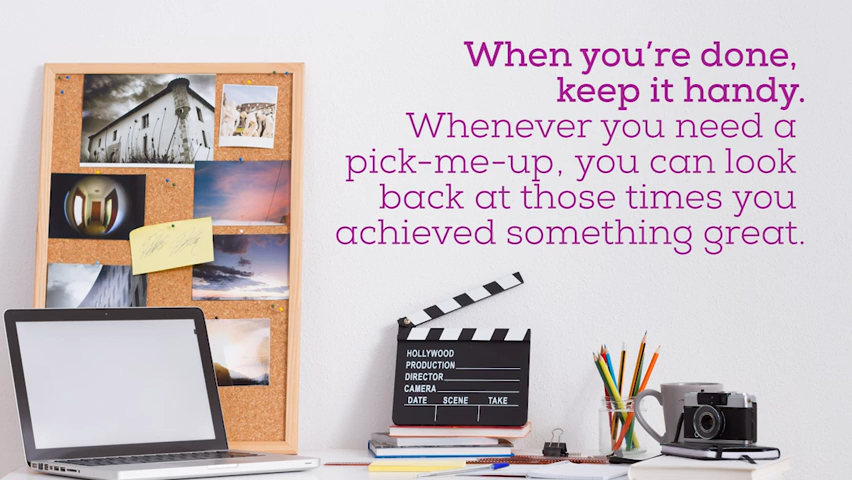 When you’re done,
keep it handy.
Whenever you need a
pick-me-up, you can look
back at those times you
achieved something great.
HOLLYWOOD
PRODUCTION
DIRECTOR
CAMERA
DATE SCENE TAKE